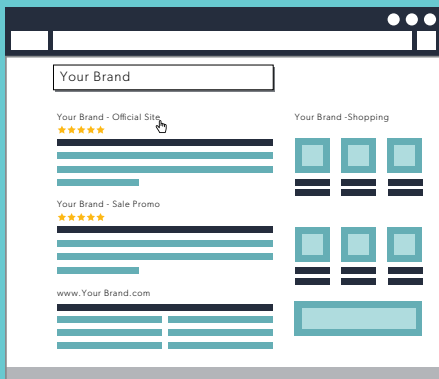 Your Brand
Your Brand - Official Site
Your Brand -Shopping
Your Brand - Sale Promo
www.Your Brand.com